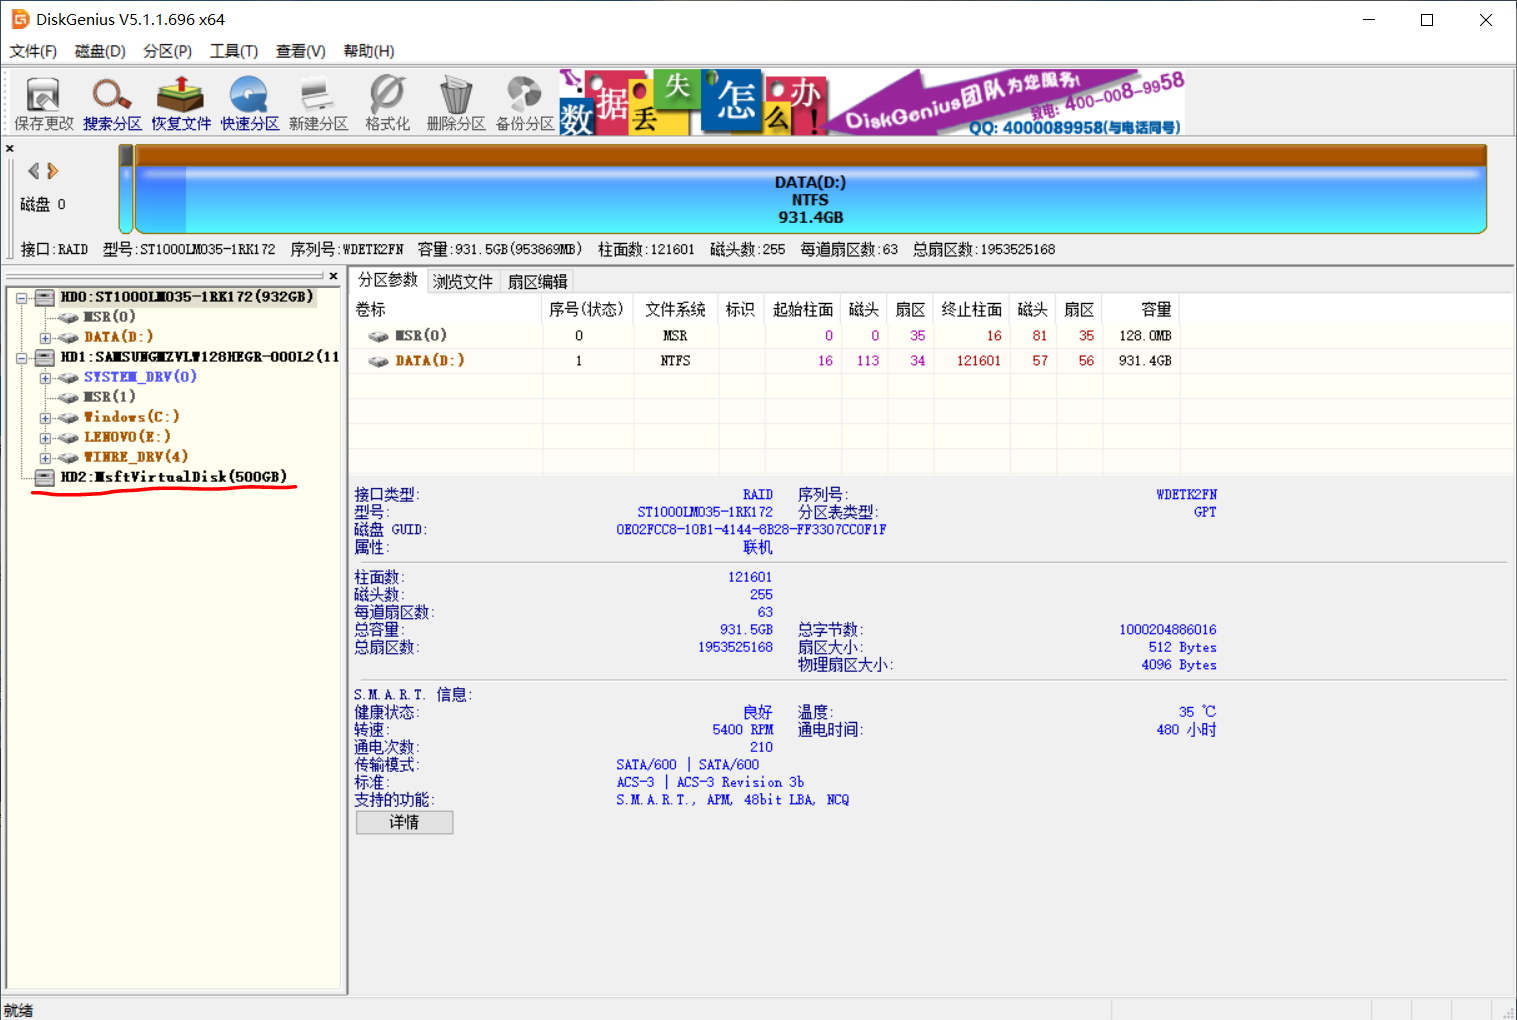 DiskGenius V5.1.1.696 x64
文件(F) 磁盘(D) 分区(P) 工具(T) 查看(V) 帮助(H)
保存更改 搜索分区 恢复文件 快速分区 新建分区 格式化 删除分区 备份分区
数据丢失怎么办!
DiskGenius团队为您服务!
致电: 400-008-9958
QQ: 4000089958(与电话同号)
磁盘 0
DATA(D:)
NTFS
931.4GB
接口:RAID 型号:ST1000LM035-1RK172 序列号:WDETK2FN 容量:931.5GB(953869MB) 柱面数:121601 磁头数:255 每道扇区数:63 总扇区数:1953525168
HD0:ST1000LM035-1RK172(932GB)
MSR(0)
DATA(D:)
HD1:SAMSUNGMZVLW128HEGR-000L2(11
SYSTEM_DRV(0)
MSR(1)
Windows(C:)
LENOVO(E:)
WINRE_DRV(4)
HD2:MsftVirtualDisk(500GB)
分区参数 浏览文件 扇区编辑
卷标 序号(状态) 文件系统 标识 起始柱面 磁头 扇区 终止柱面 磁头 扇区 容量
MSR(0) 0 MSR 0 0 35 16 81 35 128.0MB
DATA(D:) 1 NTFS 16 113 34 121601 57 56 931.4GB
接口类型: RAID 序列号: WDETK2FN
型号: ST1000LM035-1RK172 分区表类型: GPT
磁盘 GUID: 0E02FCC8-10B1-4144-8B28-FF3307CC0F1F
属性: 联机
柱面数: 121601
磁头数: 255
每道扇区数: 63
总容量: 931.5GB 总字节数: 1000204886016
总扇区数: 1953525168 扇区大小: 512 Bytes
物理扇区大小: 4096 Bytes
S.M.A.R.T. 信息:
健康状态: 良好 温度: 35 ℃
转速: 5400 RPM 通电时间: 480 小时
通电次数: 210
传输模式: SATA/600 | SATA/600
标准: ACS-3 | ACS-3 Revision 3b
支持的功能: S.M.A.R.T., APM, 48bit LBA, NCQ
详情
就绪